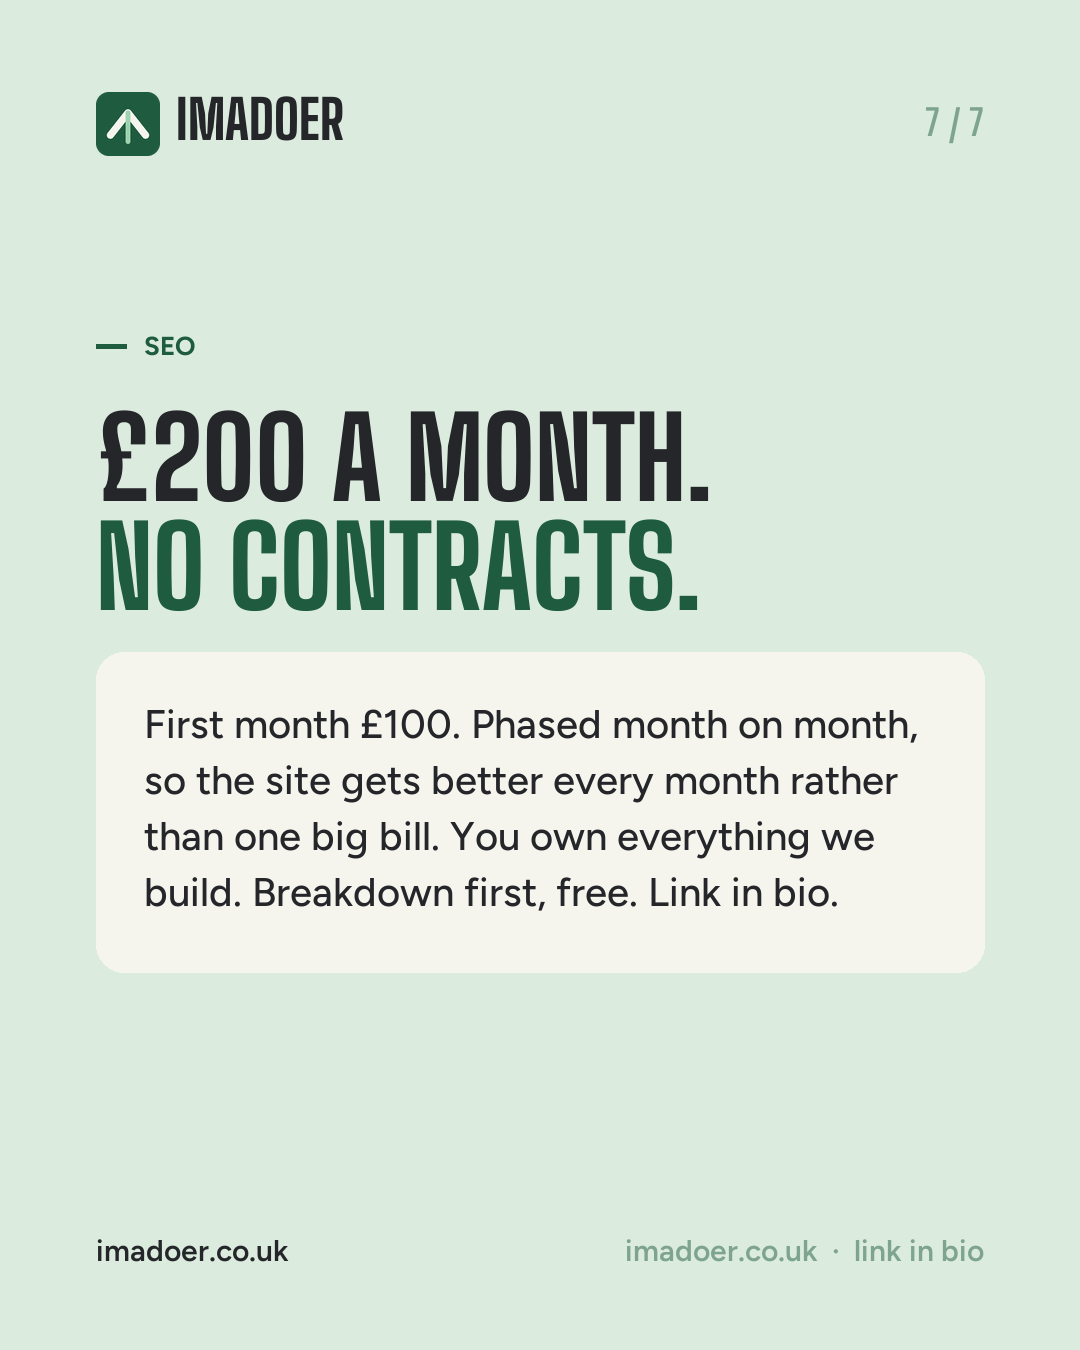 IMADOER
7 / 7
— SEO
£200 A MONTH.
NO CONTRACTS.
First month £100. Phased month on month,
so the site gets better every month rather
than one big bill. You own everything we
build. Breakdown first, free. Link in bio.
imadoer.co.uk
imadoer.co.uk · link in bio